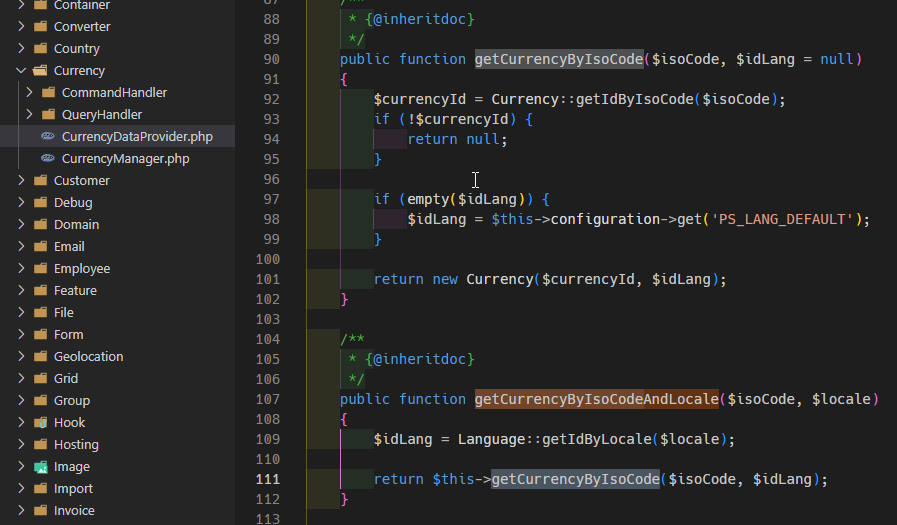 Container
Converter
Country
Currency
CommandHandler
QueryHandler
CurrencyDataProvider.php
CurrencyManager.php
Customer
Debug
Domain
Email
Employee
Feature
File
Form
Geolocation
Grid
Group
Hook
Hosting
Image
Import
Invoice
87 /**
88 * {@inheritdoc}
89 */
90 public function getCurrencyByIsoCode($isoCode, $idLang = null)
91 {
92 $currencyId = Currency::getIdByIsoCode($isoCode);
93 if (!$currencyId) {
94 return null;
95 }
96
97 if (empty($idLang)) {
98 $idLang = $this->configuration->get('PS_LANG_DEFAULT');
99 }
100
101 return new Currency($currencyId, $idLang);
102 }
103
104 /**
105 * {@inheritdoc}
106 */
107 public function getCurrencyByIsoCodeAndLocale($isoCode, $locale)
108 {
109 $idLang = Language::getIdByLocale($locale);
110
111 return $this->getCurrencyByIsoCode($isoCode, $idLang);
112 }
113